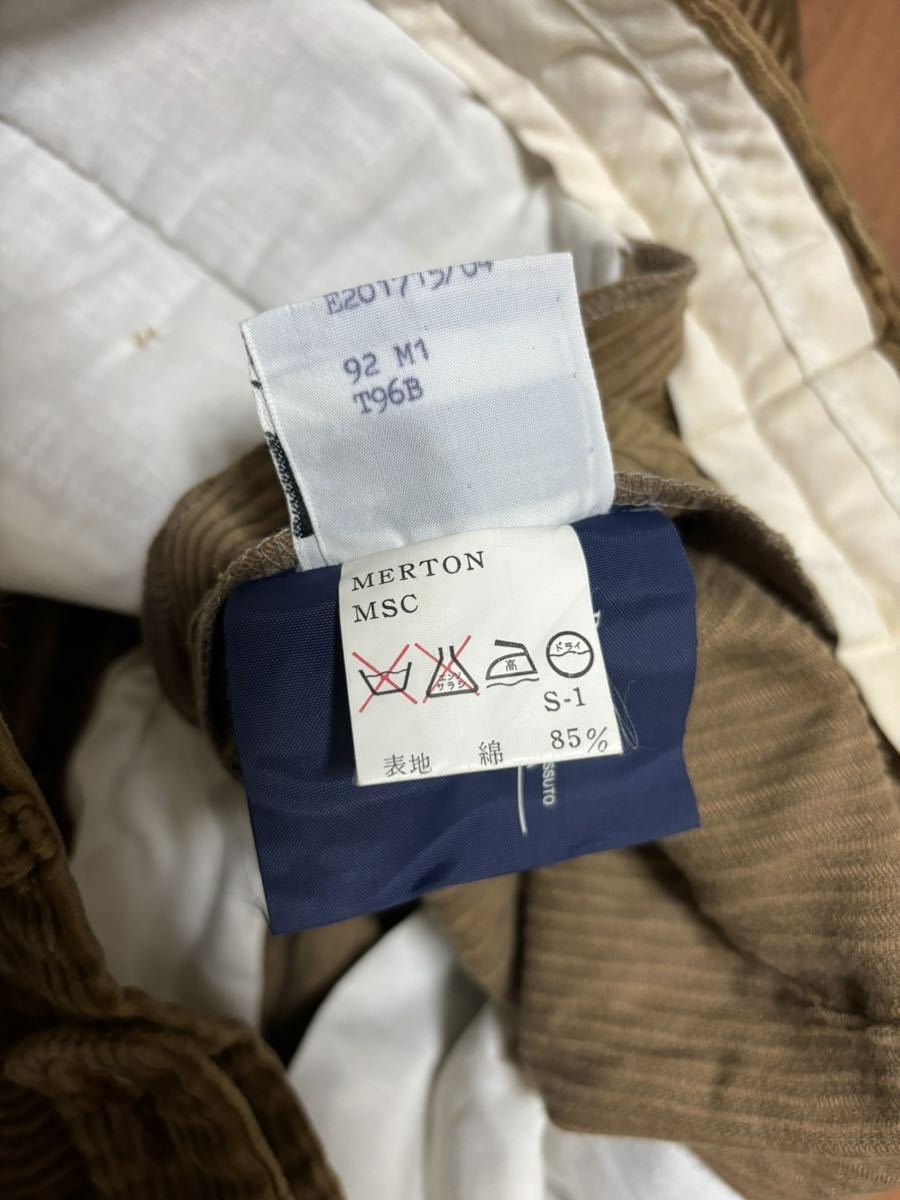 E201715/04
92 M1
T96B
MERTON
MSC
エンソ
サラシ
高
ドライ
S-1
表地 綿 85%
SSUTO